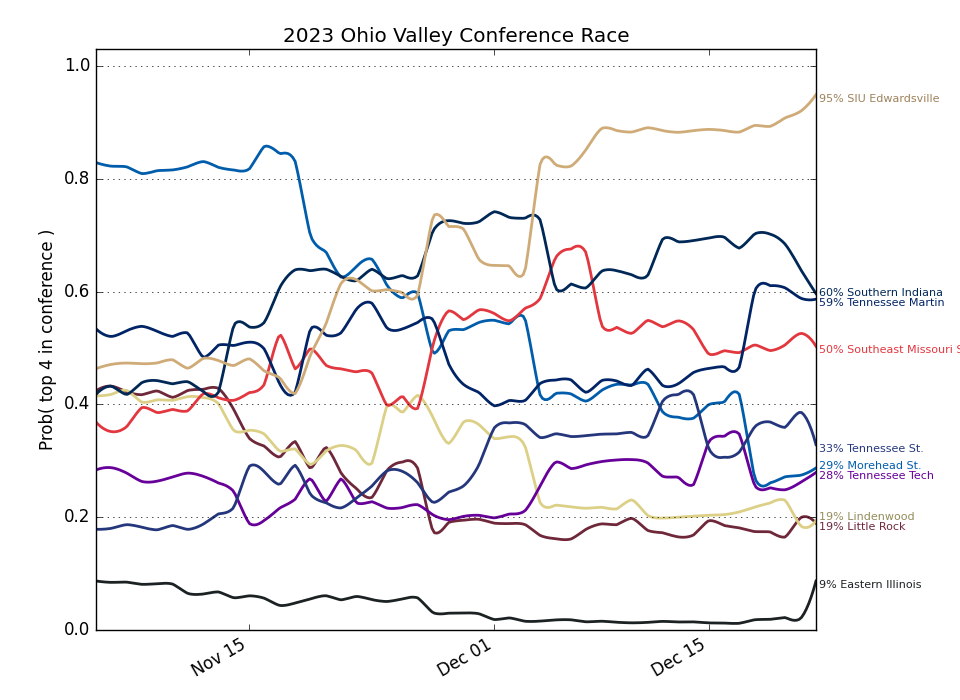 2023 Ohio Valley Conference Race
Prob( top 4 in conference )
1.0
0.8
0.6
0.4
0.2
0.0
Nov 15
Dec 01
Dec 15
95% SIU Edwardsville
60% Southern Indiana
59% Tennessee Martin
50% Southeast Missouri S
33% Tennessee St.
29% Morehead St.
28% Tennessee Tech
19% Lindenwood
19% Little Rock
9% Eastern Illinois